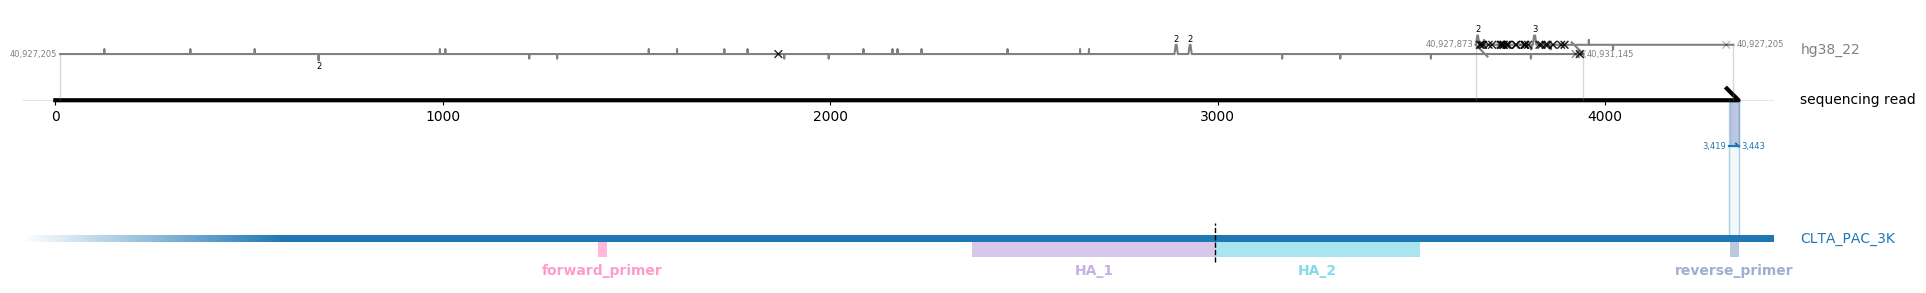 2 3
2 2
40,927,205 40,927,873 40,931,145 40,927,205 hg38_22
2
sequencing read
0 1000 2000 3000 4000
3,419 3,443
CLTA_PAC_3K
forward_primer HA_1 HA_2 reverse_primer